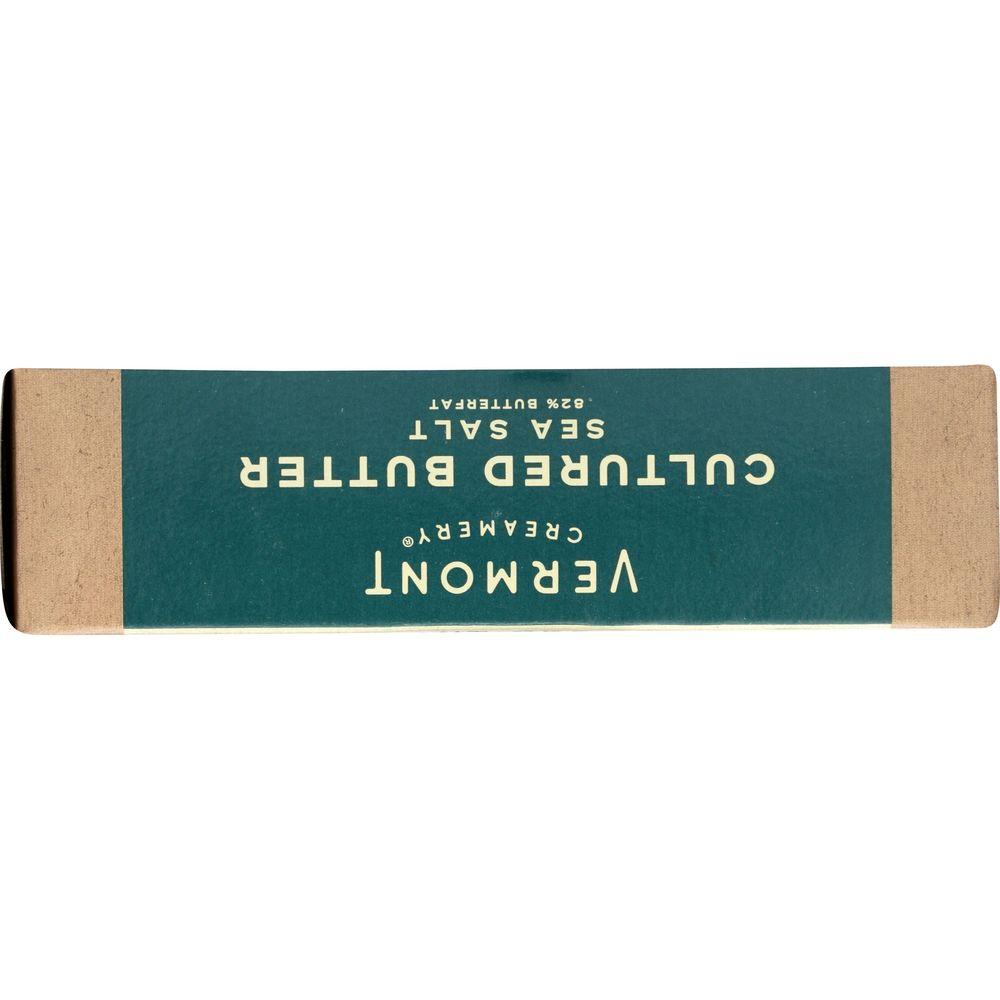 VERMONT
CREAMERY®
CULTURED BUTTER
SEA SALT
82% BUTTERFAT